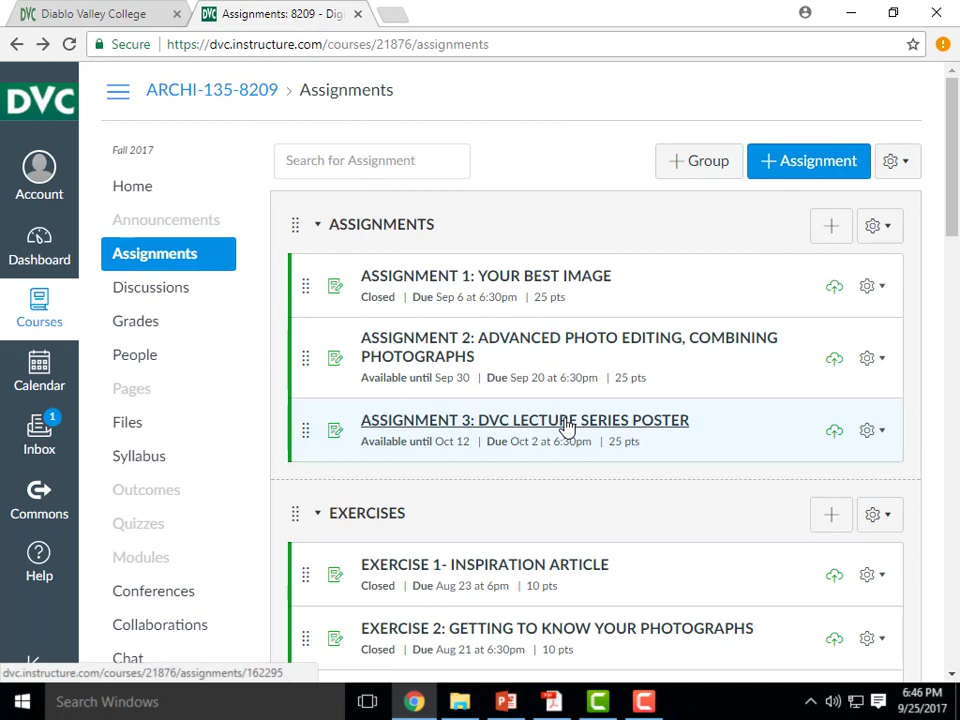 Diablo Valley College
Assignments: 8209 - Digi
Secure
https://dvc.instructure.com/courses/21876/assignments
DVC
Account
Dashboard
Courses
Calendar
1
Inbox
Commons
Help
ARCHI-135-8209 › Assignments
Fall 2017
Home
Announcements
Assignments
Discussions
Grades
People
Pages
Files
Syllabus
Outcomes
Quizzes
Modules
Conferences
Collaborations
Chat
Search for Assignment
+ Group
+ Assignment
ASSIGNMENTS
ASSIGNMENT 1: YOUR BEST IMAGE
Closed | Due Sep 6 at 6:30pm | 25 pts
ASSIGNMENT 2: ADVANCED PHOTO EDITING, COMBINING
PHOTOGRAPHS
Available until Sep 30 | Due Sep 20 at 6:30pm | 25 pts
ASSIGNMENT 3: DVC LECTURE SERIES POSTER
Available until Oct 12 | Due Oct 2 at 6:30pm | 25 pts
EXERCISES
EXERCISE 1- INSPIRATION ARTICLE
Closed | Due Aug 23 at 6pm | 10 pts
EXERCISE 2: GETTING TO KNOW YOUR PHOTOGRAPHS
Closed | Due Aug 21 at 6:30pm | 10 pts
dvc.instructure.com/courses/21876/assignments/162295
Search Windows
6:46 PM
9/25/2017